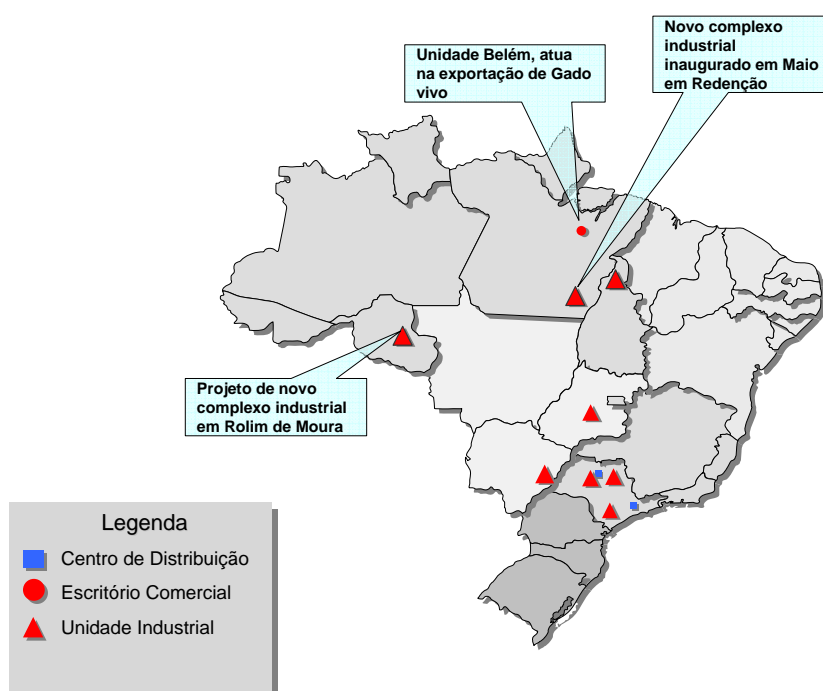 Novo complexo
industrial
inaugurado em Maio
em Redenção
Unidade Belém, atua
na exportação de Gado
vivo
Projeto de novo
complexo industrial
em Rolim de Moura
Legenda
Centro de Distribuição
Escritório Comercial
Unidade Industrial